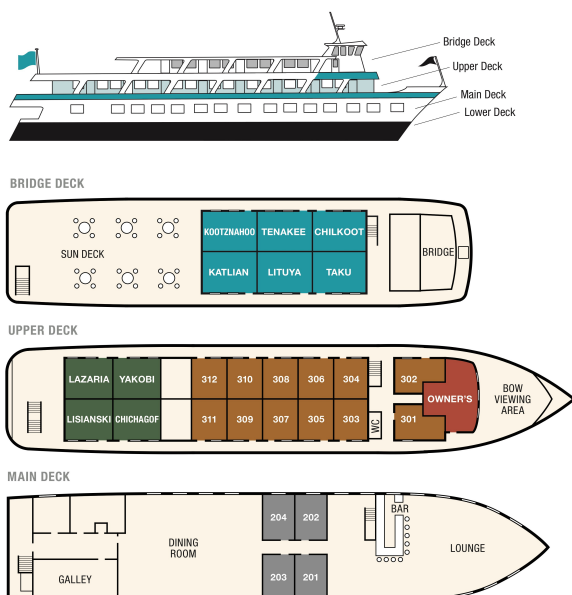 Bridge Deck
Upper Deck
Main Deck
Lower Deck
BRIDGE DECK
KOOTZNAHOO TENAKEE CHILKOOT
SUN DECK
BRIDGE
KATLIAN LITUYA TAKU
UPPER DECK
LAZARIA YAKOBI 312 310 308 306 304 302
OWNER'S
BOW
VIEWING
AREA
LISIANSKI CHICHAGOF 311 309 307 305 303 WC 301
MAIN DECK
204 202
BAR
DINING
ROOM
LOUNGE
GALLEY
203 201